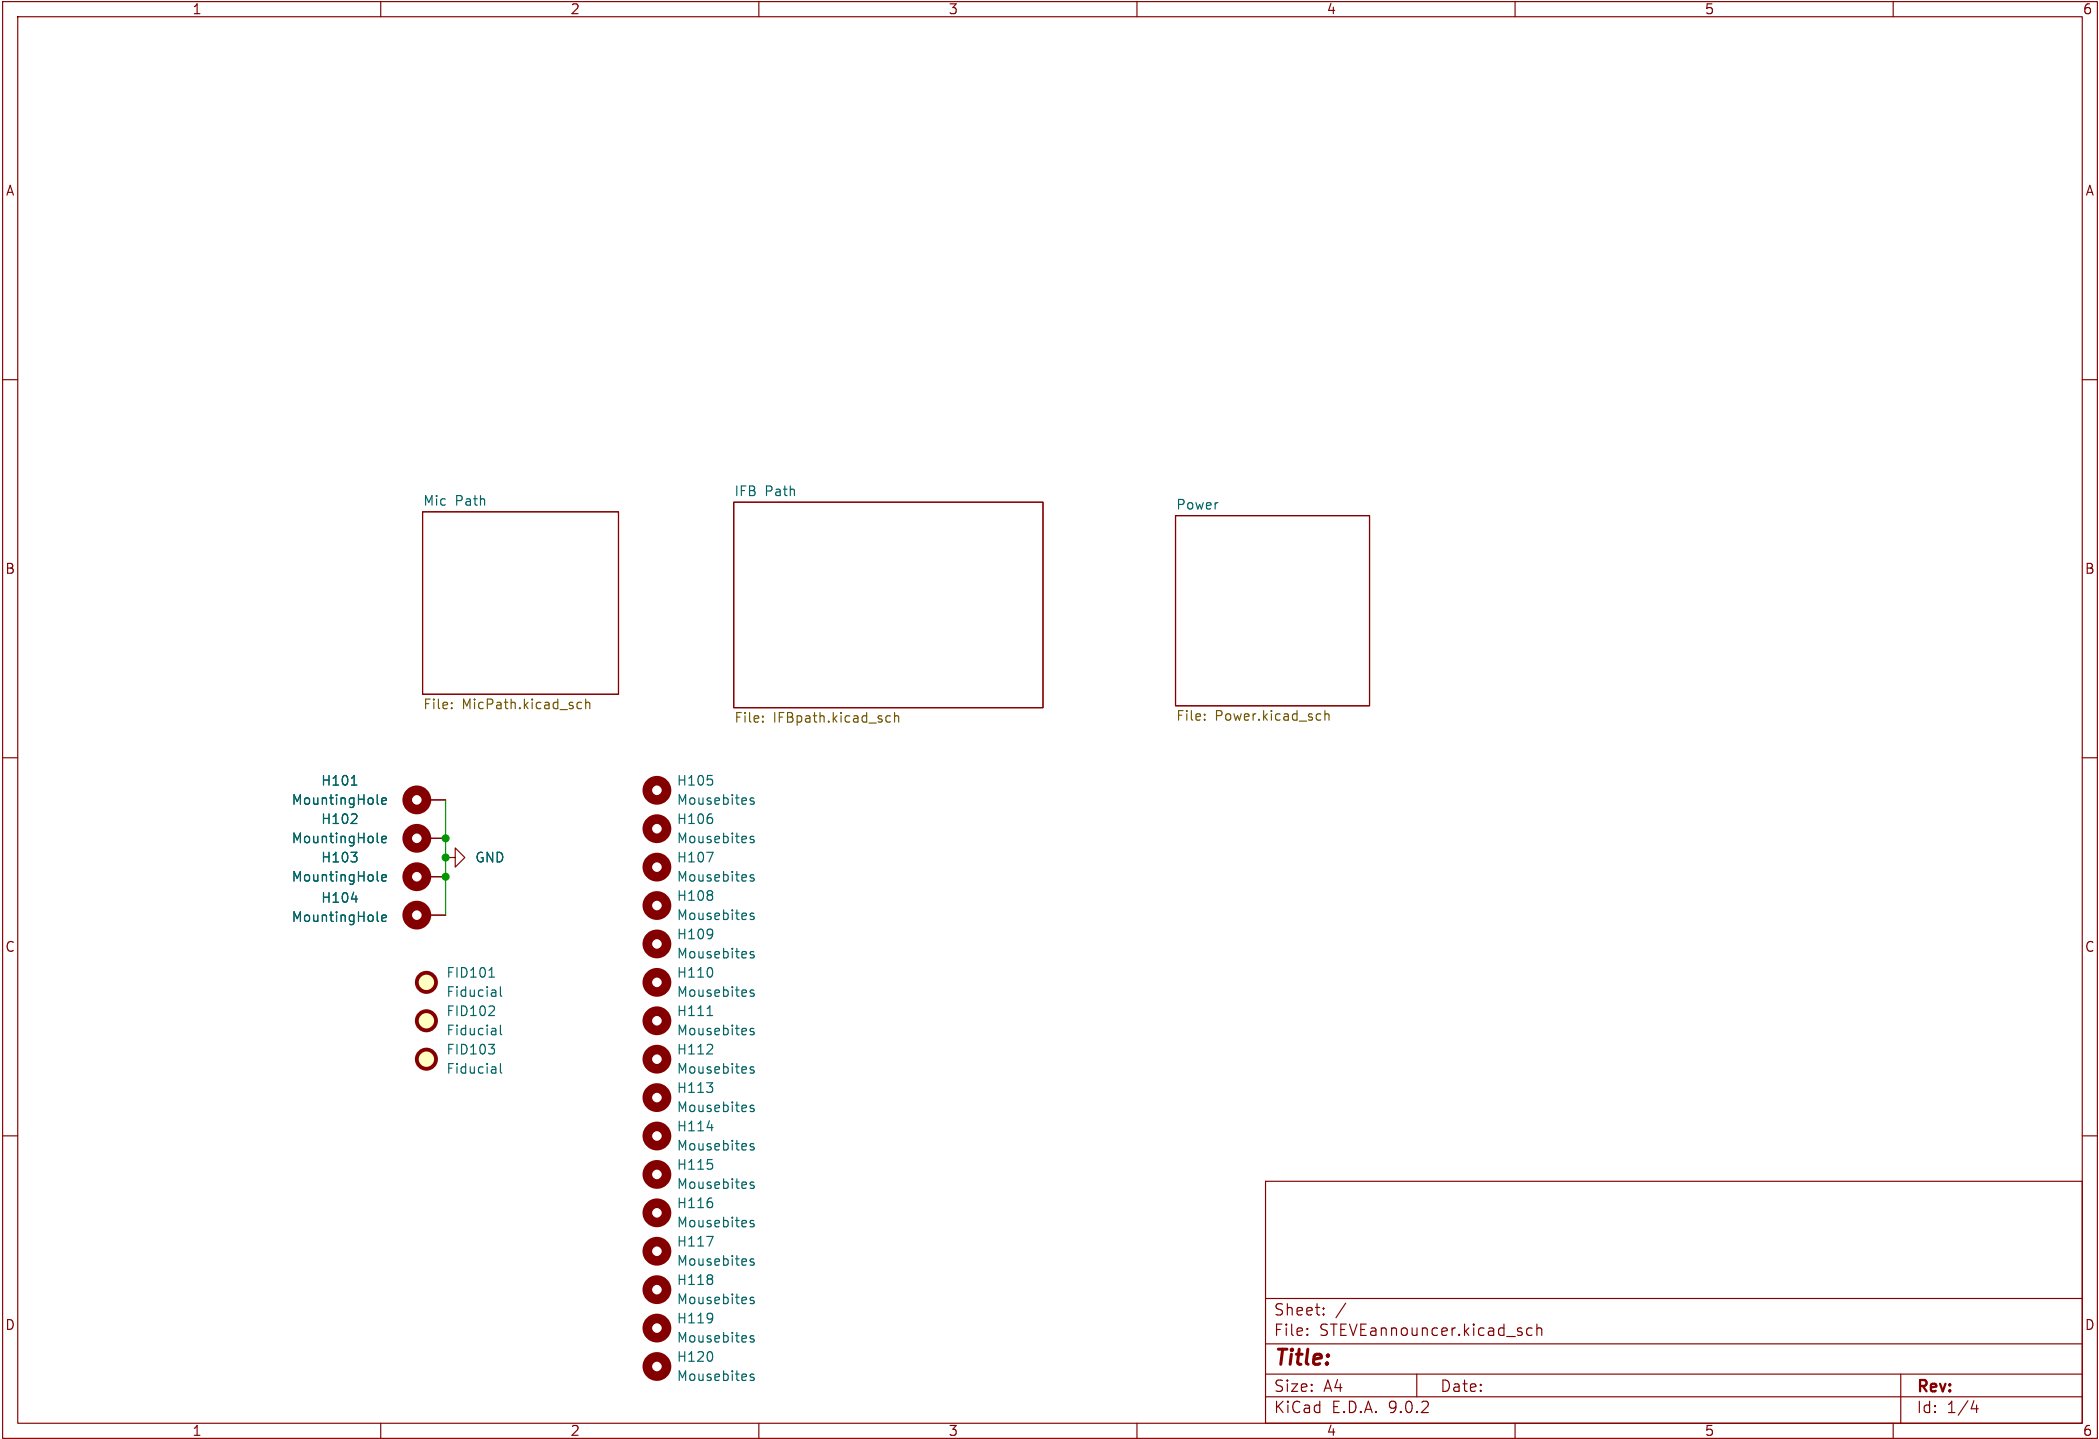 1 2 3 4 5 6
A A
Mic Path
IFB Path
Power
B B
File: MicPath.kicad_sch
File: IFBpath.kicad_sch
File: Power.kicad_sch
H101
MountingHole
H102
MountingHole
H103
MountingHole
H104
MountingHole
GND
FID101
Fiducial
FID102
Fiducial
FID103
Fiducial
H105
Mousebites
H106
Mousebites
H107
Mousebites
H108
Mousebites
H109
Mousebites
H110
Mousebites
H111
Mousebites
H112
Mousebites
H113
Mousebites
H114
Mousebites
H115
Mousebites
H116
Mousebites
H117
Mousebites
H118
Mousebites
H119
Mousebites
H120
Mousebites
C C
D D
Sheet: /
File: STEVEannouncer.kicad_sch
Title:
Size: A4 Date: Rev:
KiCad E.D.A. 9.0.2 Id: 1/4
1 2 3 4 5 6